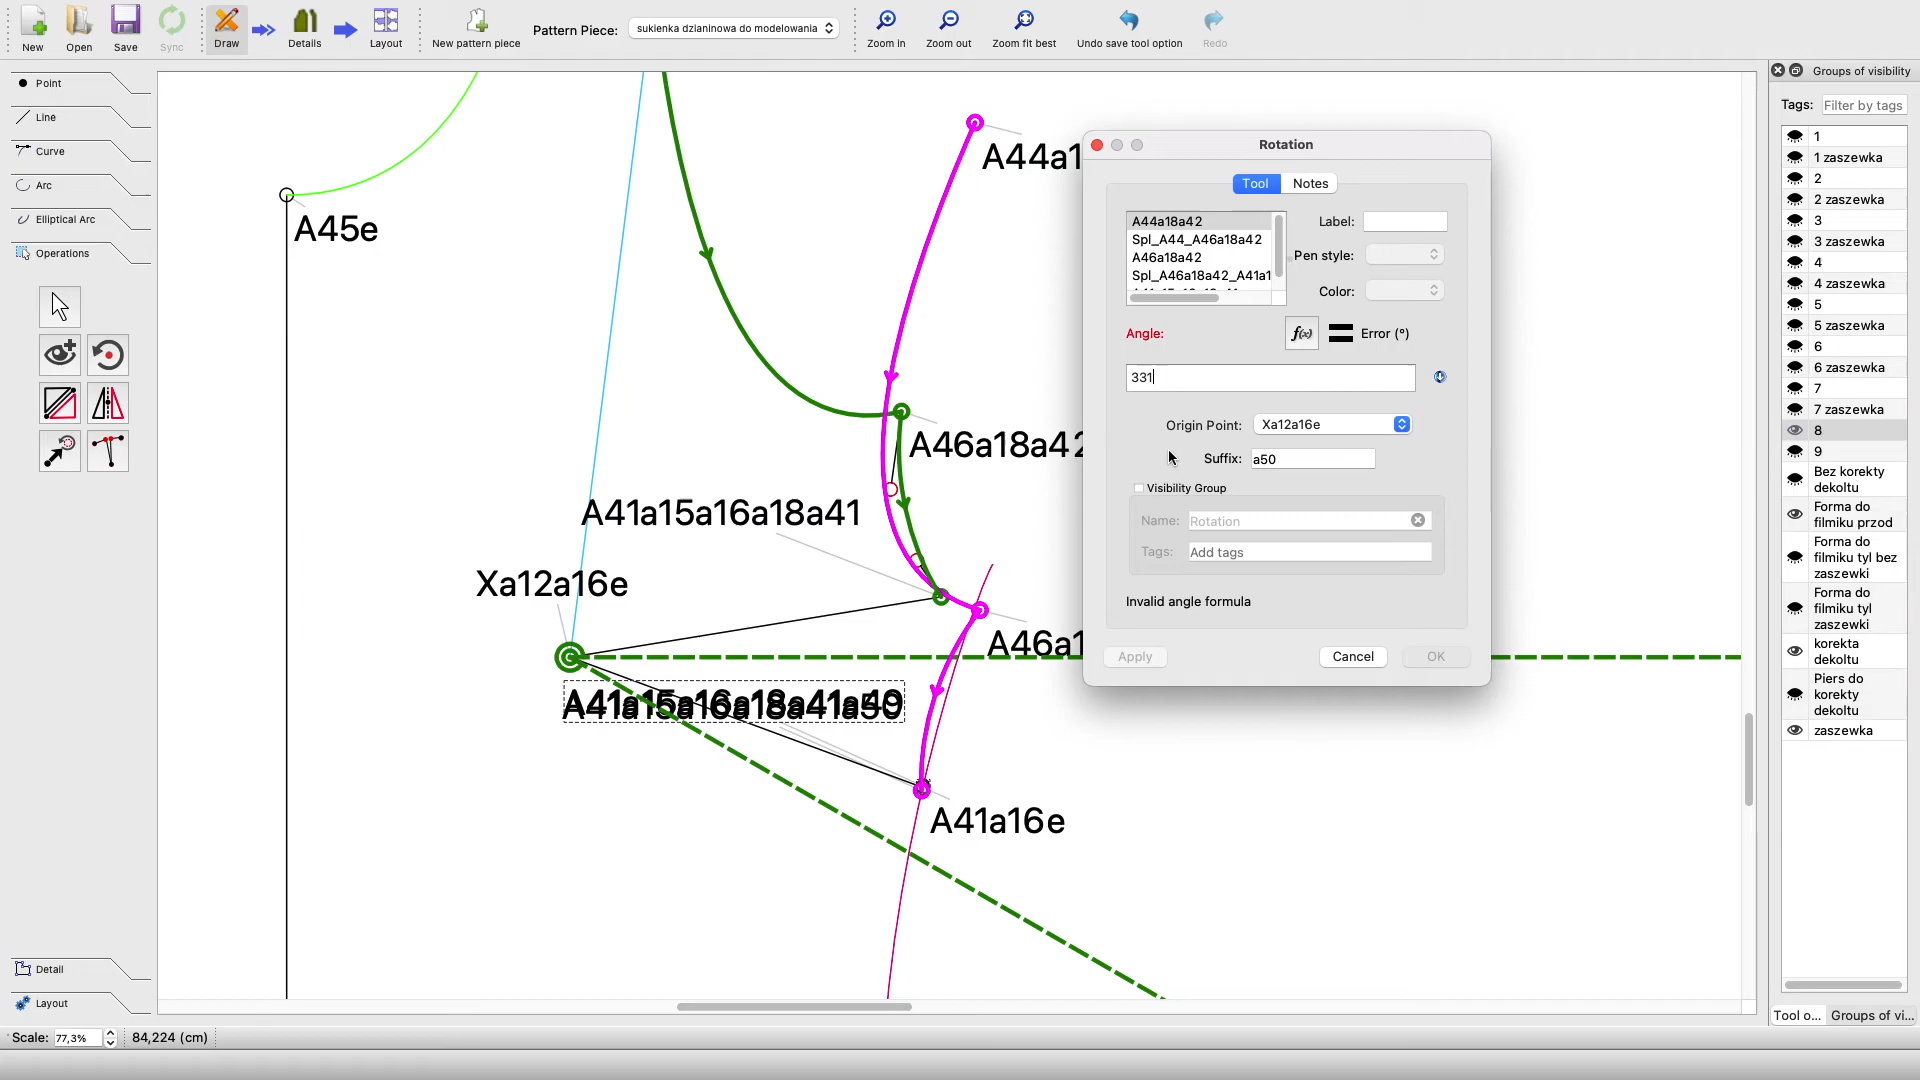 New
Open
Save
Sync
Draw
Details
Layout
New pattern piece
Pattern Piece:
sukienka dzianinowa do modelowania
Zoom in
Zoom out
Zoom fit best
Undo save tool option
Redo
Point
Line
Curve
Arc
Elliptical Arc
Operations
Detail
Layout
A45e
A44a1
A46a18a42
A41a15a16a18a41
Xa12a16e
A46a1
A41a16e
Rotation
Tool
Notes
A44a18a42
Spl_A44_A46a18a42
A46a18a42
Spl_A46a18a42_A41a1
Label:
Pen style:
Color:
Angle:
f(x)
Error (°)
331
Origin Point:
Xa12a16e
Suffix:
a50
Visibility Group
Name:
Rotation
Tags:
Add tags
Invalid angle formula
Apply
Cancel
OK
Groups of visibility
Tags:
Filter by tags
1
1 zaszewka
2
2 zaszewka
3
3 zaszewka
4
4 zaszewka
5
5 zaszewka
6
6 zaszewka
7
7 zaszewka
8
9
Bez korekty
dekoltu
Forma do
filmiku przod
Forma do
filmiku tyl bez
zaszewki
Forma do
filmiku tyl
zaszewki
korekta
dekoltu
Piers do
korekty
dekoltu
zaszewka
Tool o...
Groups of vi...
Scale:
77,3%
84,224 (cm)